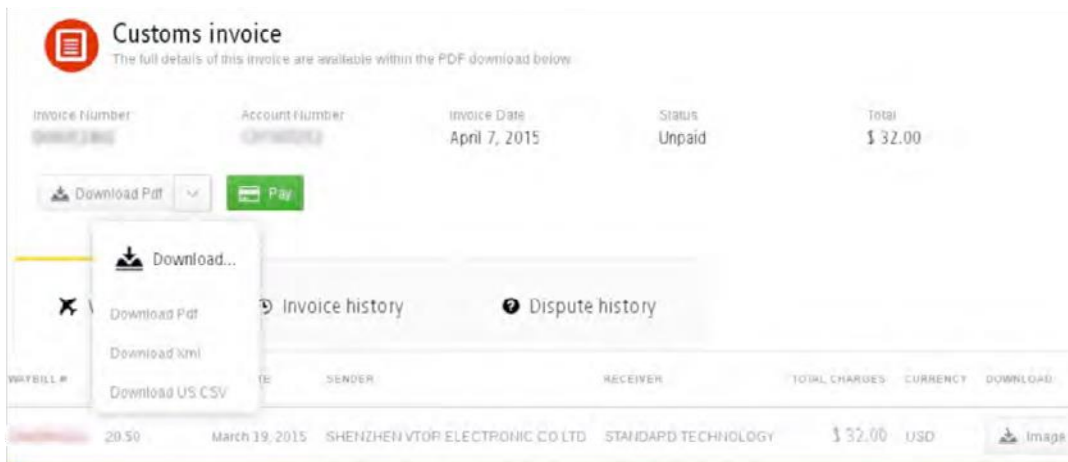 Customs invoice
The full details of this invoice are available within the PDF download below
Invoice Number Account Number Invoice Date Status Total
April 7, 2015 Unpaid $ 32.00
Download Pdf Pay
Download...
Invoice history Dispute history
Download Pdf
Download Xml
WAYBILL # SENDER RECEIVER TOTAL CHARGES CURRENCY DOWNLOAD
Download US CSV
20.50 March 19, 2015 SHENZHEN VTOP ELECTRONIC CO LTD STANDARD TECHNOLOGY $ 32.00 USD Image